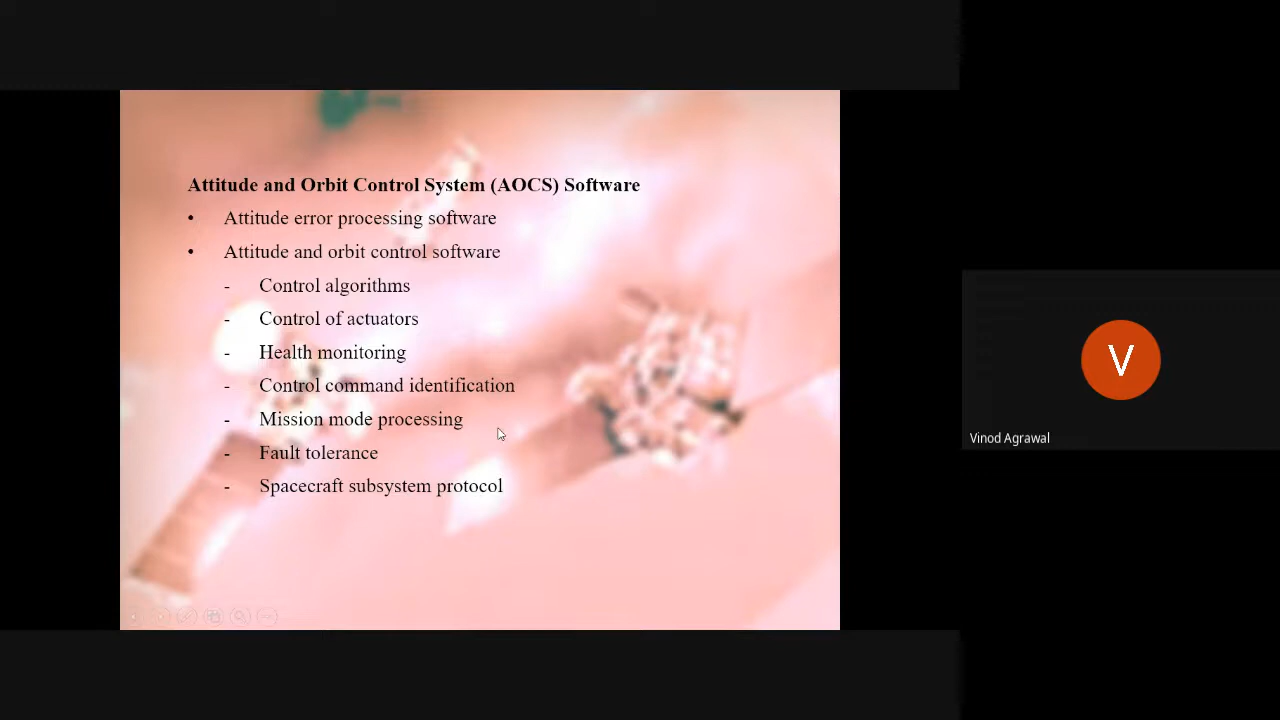 Attitude and Orbit Control System (AOCS) Software
• Attitude error processing software
• Attitude and orbit control software
- Control algorithms
- Control of actuators
- Health monitoring
- Control command identification
- Mission mode processing
- Fault tolerance
- Spacecraft subsystem protocol
V
Vinod Agrawal